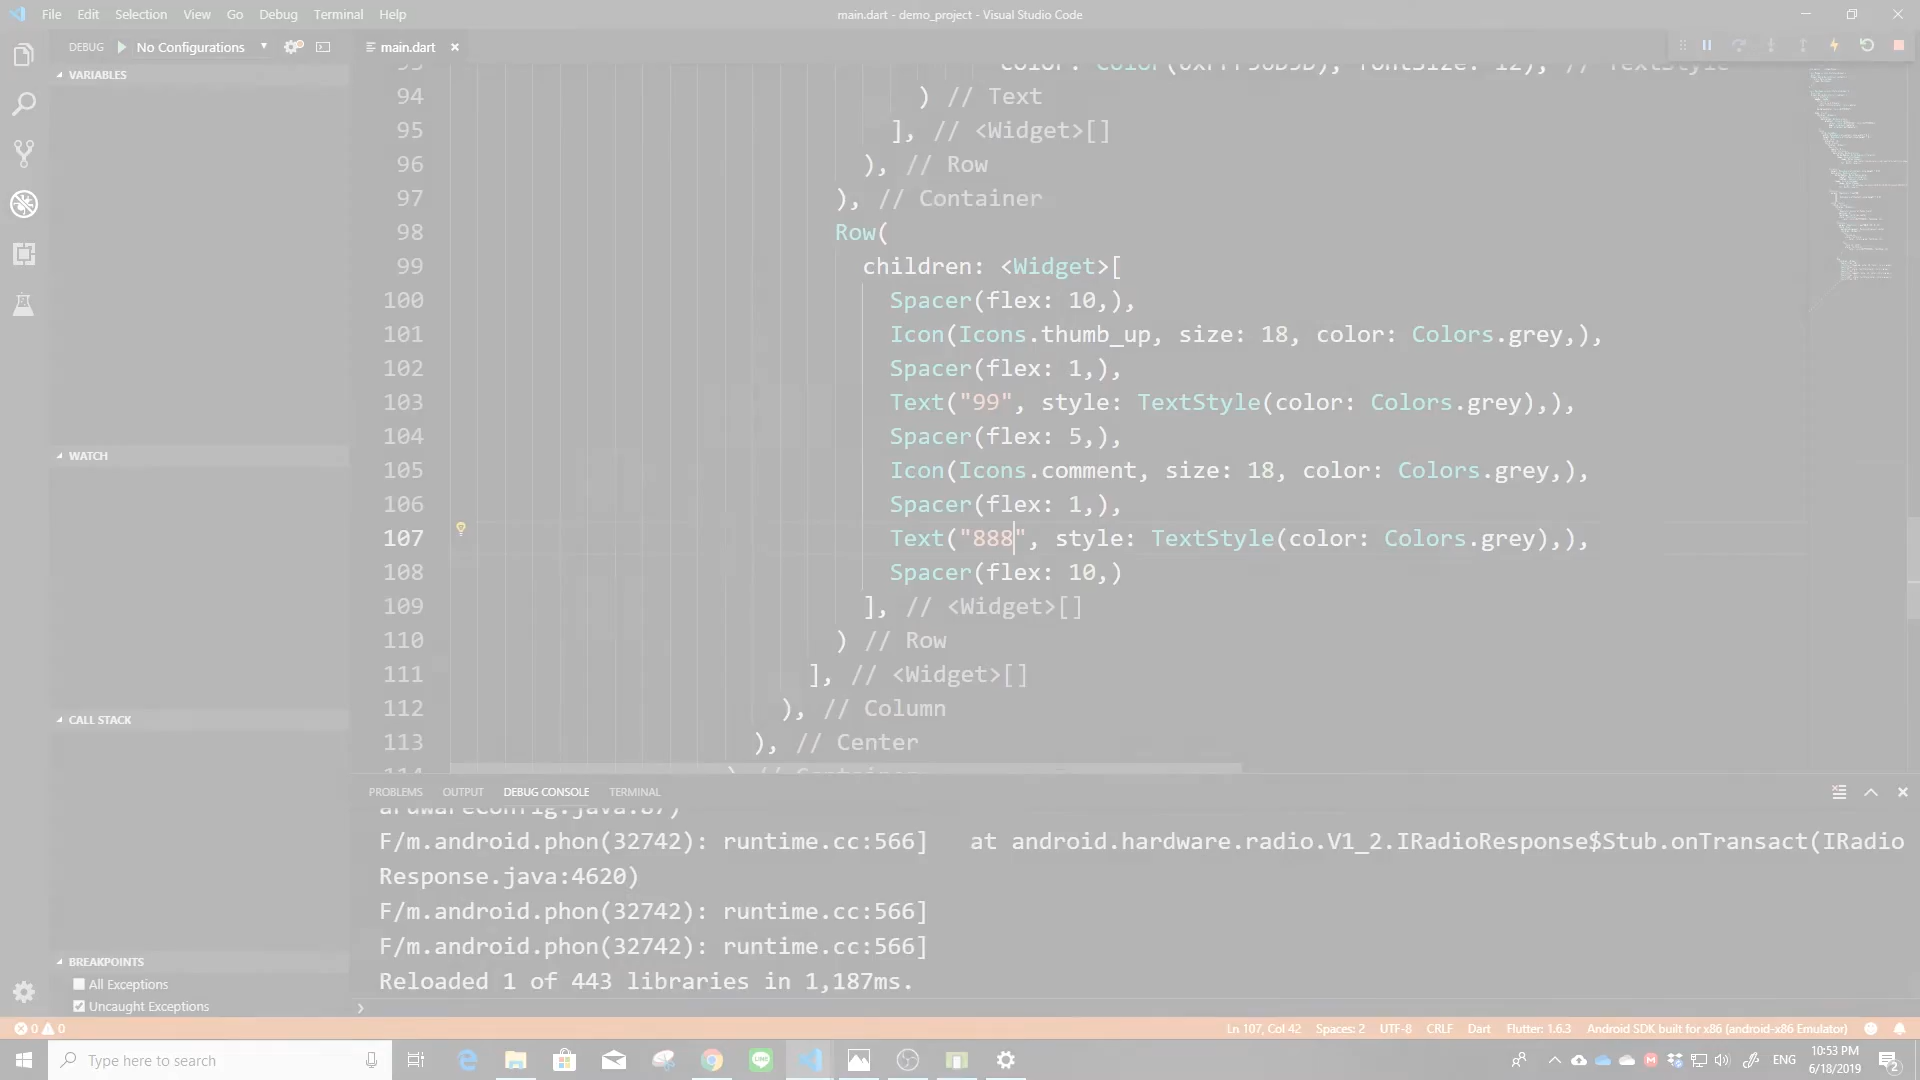 File Edit Selection View Go Debug Terminal Help
main.dart - demo_project - Visual Studio Code
DEBUG No Configurations
main.dart
VARIABLES
WATCH
CALL STACK
BREAKPOINTS
All Exceptions
Uncaught Exceptions
94 ) // Text
95 ], // <Widget>[]
96 ), // Row
97 ), // Container
98 Row(
99 children: <Widget>[
100 Spacer(flex: 10,),
101 Icon(Icons.thumb_up, size: 18, color: Colors.grey,),
102 Spacer(flex: 1,),
103 Text("99", style: TextStyle(color: Colors.grey),),
104 Spacer(flex: 5,),
105 Icon(Icons.comment, size: 18, color: Colors.grey,),
106 Spacer(flex: 1,),
107 Text("888", style: TextStyle(color: Colors.grey),),
108 Spacer(flex: 10,)
109 ], // <Widget>[]
110 ) // Row
111 ], // <Widget>[]
112 ), // Column
113 ), // Center
PROBLEMS OUTPUT DEBUG CONSOLE TERMINAL
F/m.android.phon(32742): runtime.cc:566] at android.hardware.radio.V1_2.IRadioResponse$Stub.onTransact(IRadio
Response.java:4620)
F/m.android.phon(32742): runtime.cc:566]
F/m.android.phon(32742): runtime.cc:566]
Reloaded 1 of 443 libraries in 1,187ms.
0 0 Ln 107, Col 42 Spaces: 2 UTF-8 CRLF Dart Flutter: 1.6.3 Android SDK built for x86 (android-x86 Emulator)
Type here to search
ENG
10:53 PM
6/18/2019
2